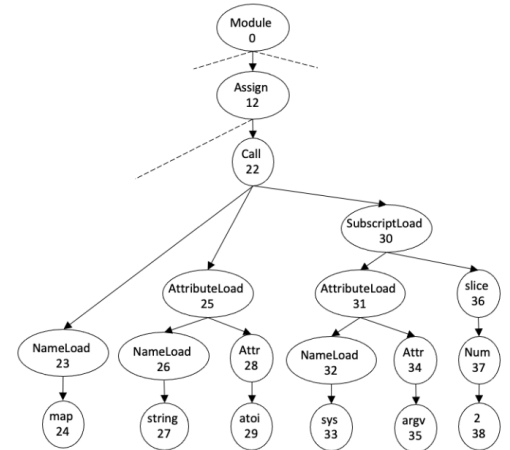 Module
0
Assign
12
Call
22
SubscriptLoad
30
AttributeLoad
25
AttributeLoad
31
slice
36
NameLoad
23
NameLoad
26
Attr
28
NameLoad
32
Attr
34
Num
37
map
24
string
27
atoi
29
sys
33
argv
35
2
38